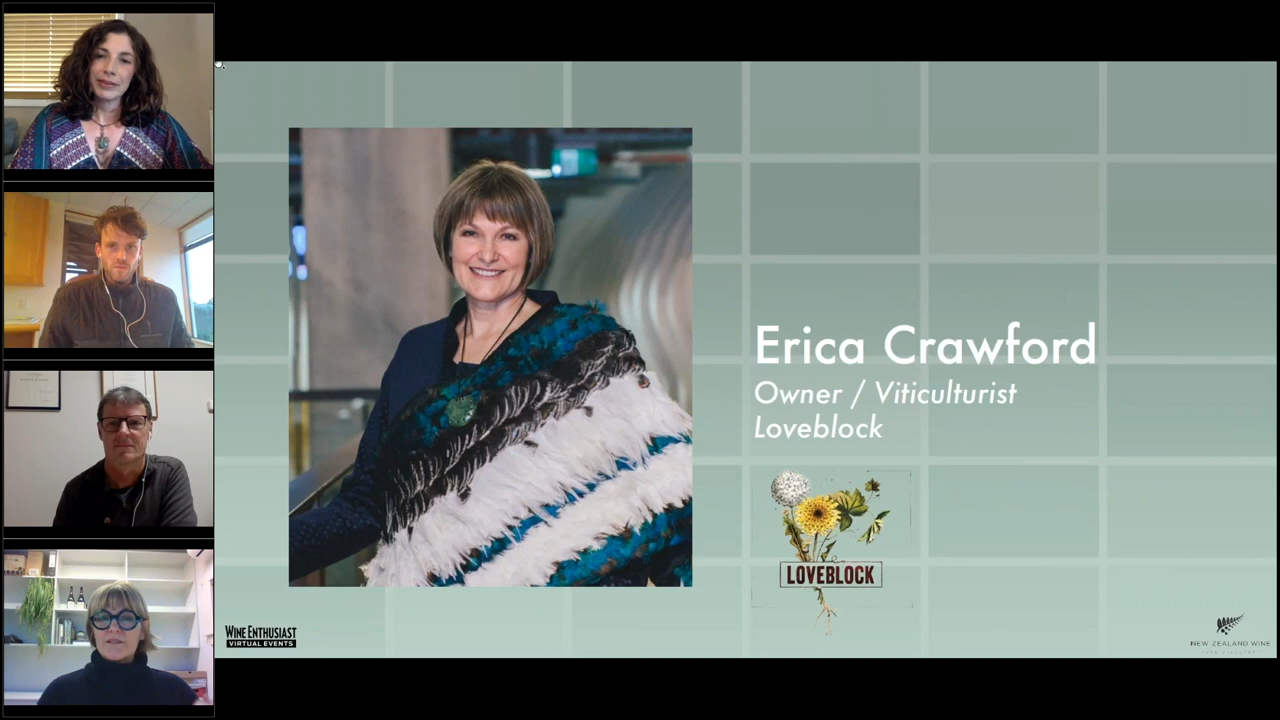 Erica Crawford
Owner / Viticulturist
Loveblock
LOVEBLOCK
WINE ENTHUSIAST
VIRTUAL EVENTS
NEW ZEALAND WINE